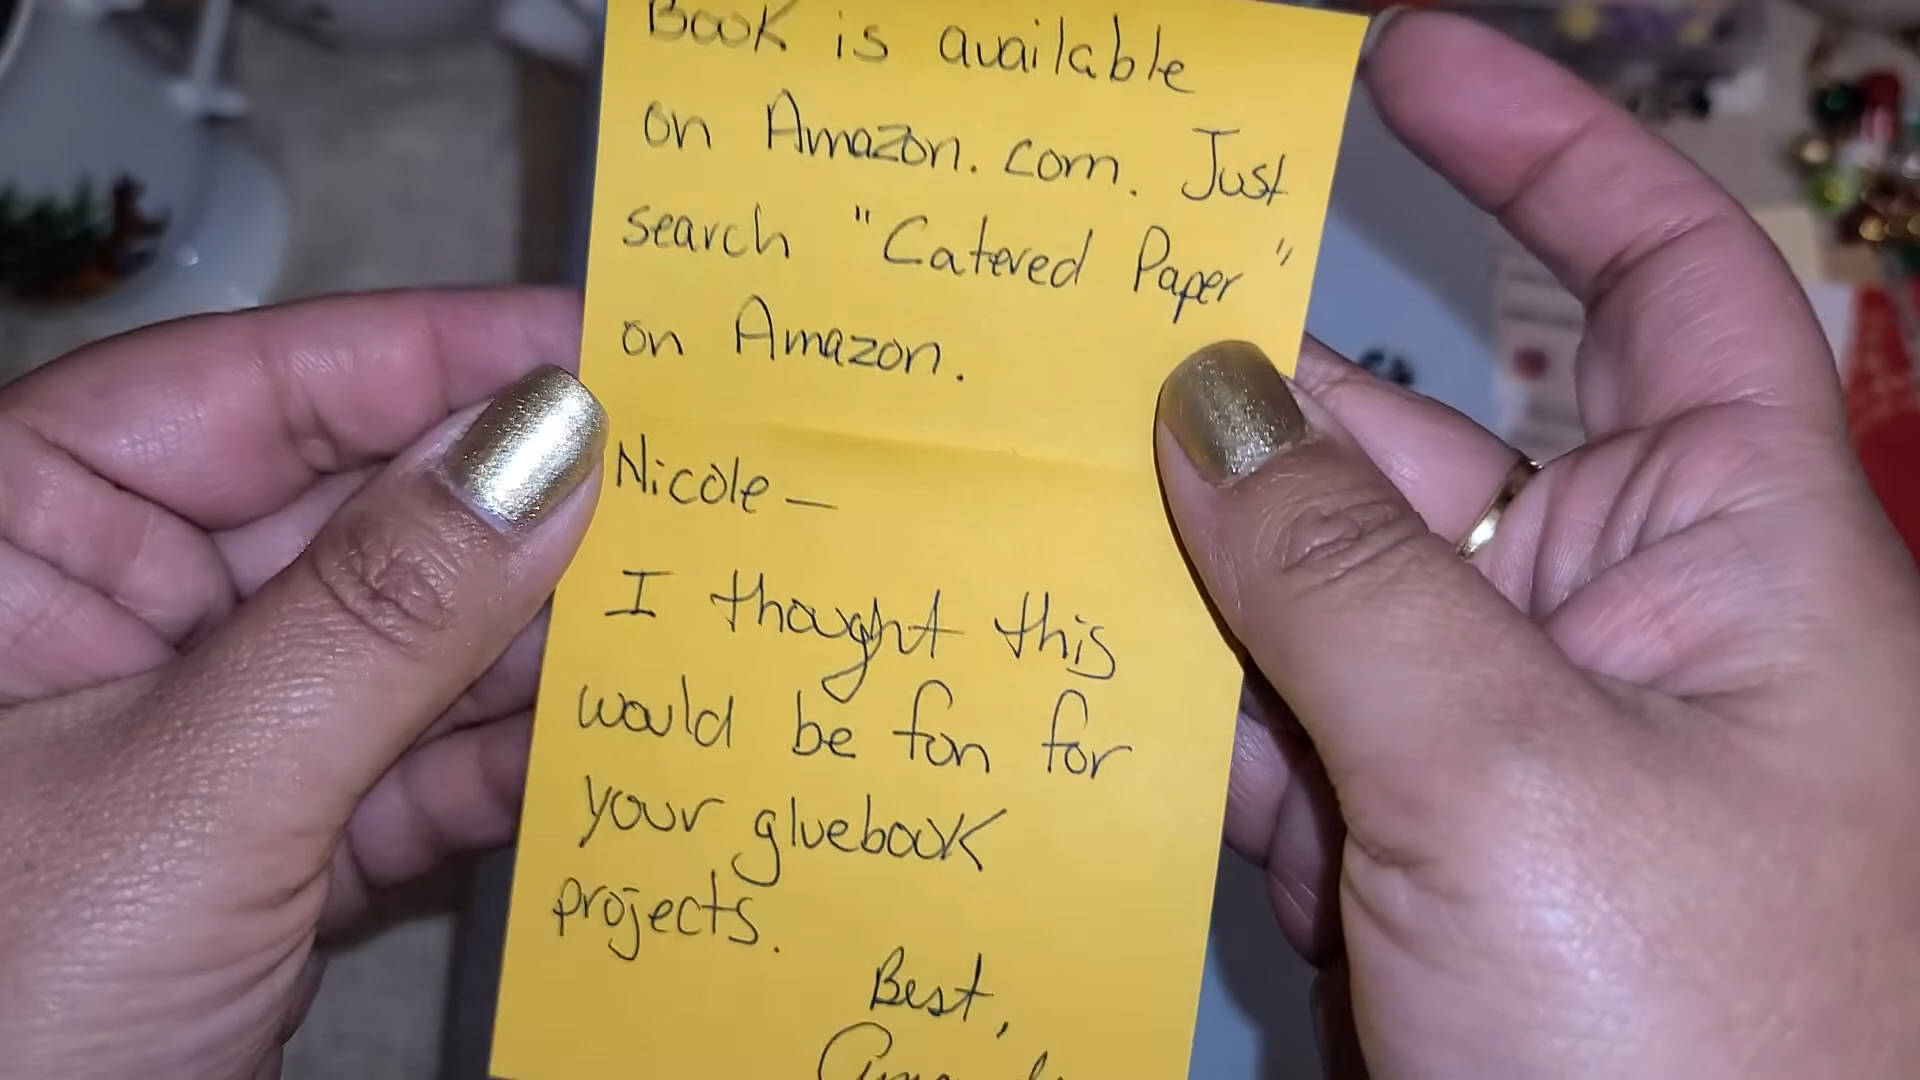 Book is available
on Amazon.com. Just
search "Catered Paper"
on Amazon.
Nicole —
I thought this
would be fun for
your gluebook
projects.
Best,